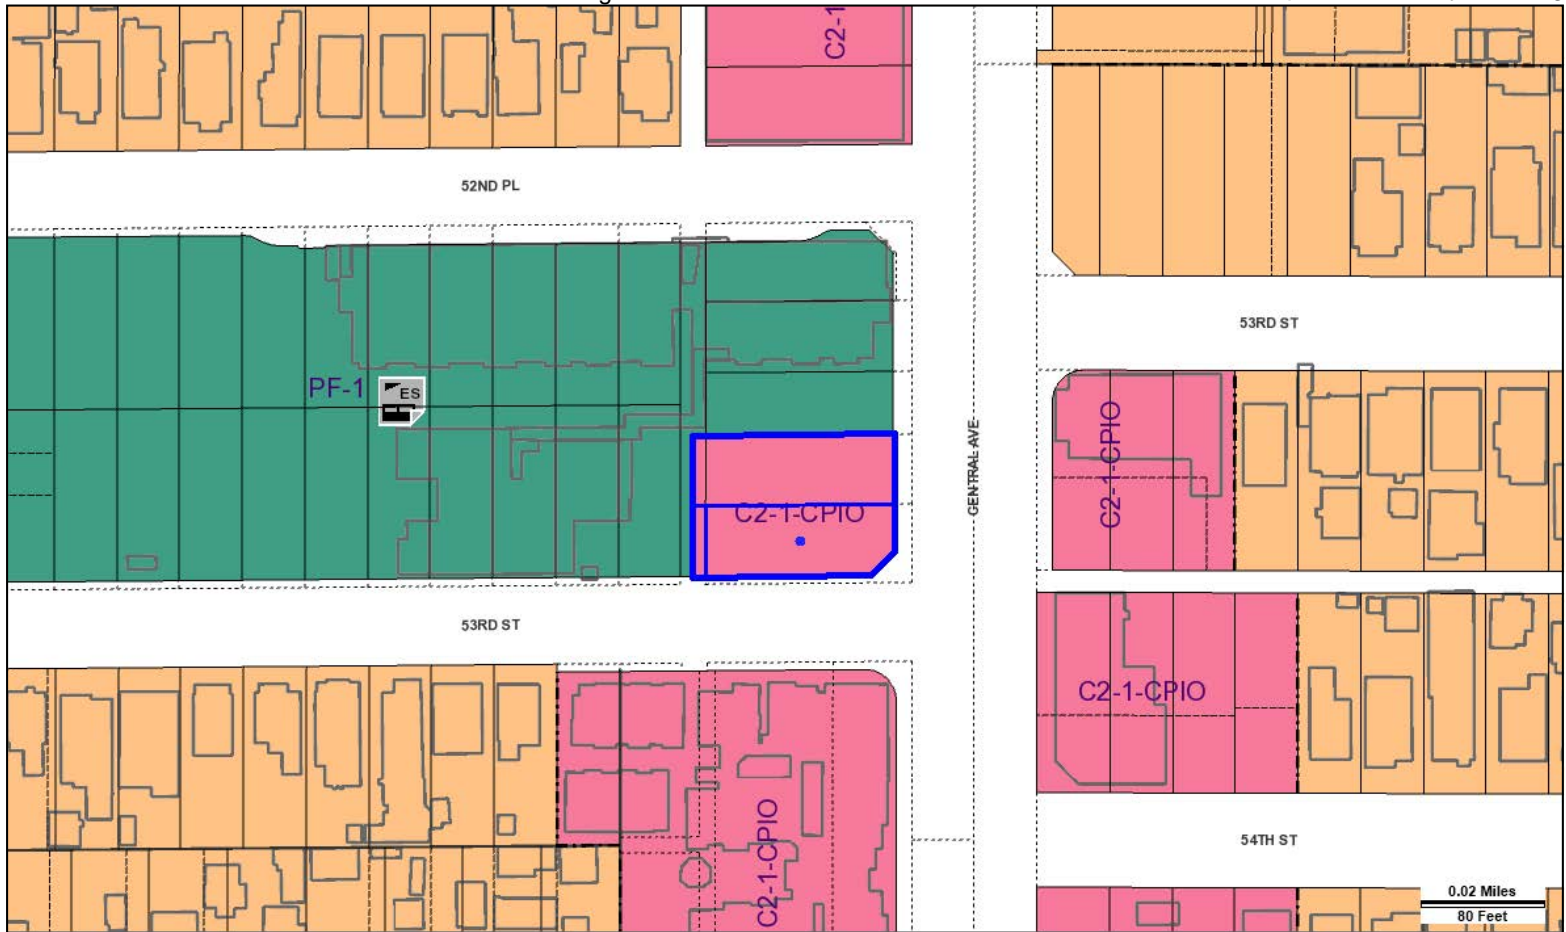 C2-1
52ND PL
53RD ST
PF-1
ES
CENTRAL AVE
C2-1-CPIO
C2-1-CPIO
53RD ST
C2-1-CPIO
C2-1-CPIO
54TH ST
0.02 Miles
80 Feet